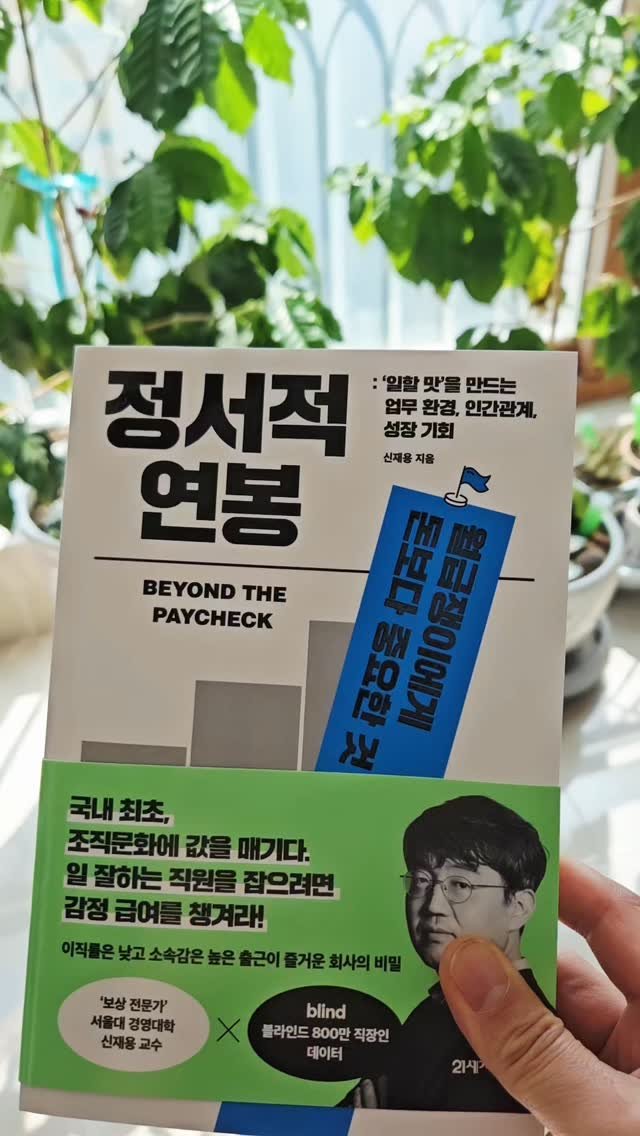 정서적
연봉
: '일할 맛'을 만드는
업무 환경, 인간관계,
성장 기회
신재용 지음
BEYOND THE
PAYCHECK
월급쟁이에게
돈보다 중요한 것
국내 최초,
조직문화에 값을 매기다.
일 잘하는 직원을 잡으려면
감정 급여를 챙겨라!
이직률은 낮고 소속감은 높은 출근이 즐거운 회사의 비밀
'보상 전문가'
서울대 경영대학
신재용 교수
×
blind
블라인드 800만 직장인
데이터
21세기